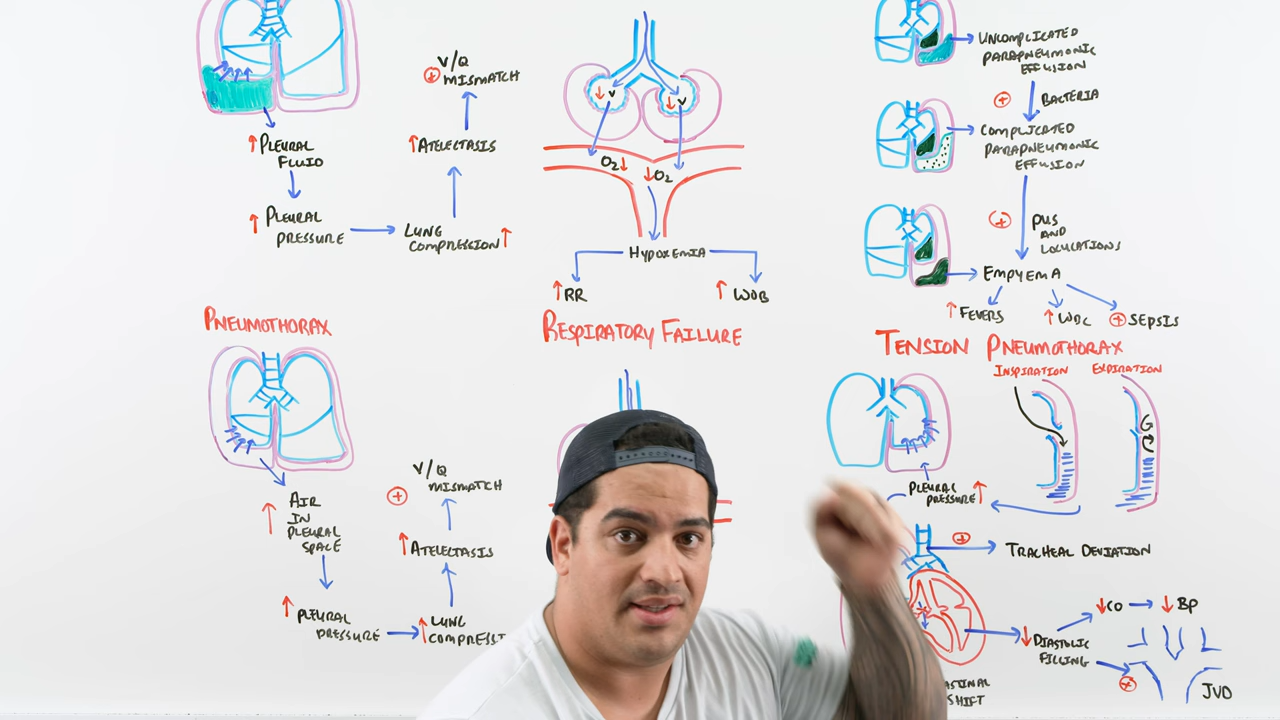 ↑ PLEURAL
FLUID
↑ PLEURAL
PRESSURE
LUNG
COMPRESSION ↑
↑ ATELECTASIS
V/Q
⊕ MISMATCH
↓ V
↓ V
O2 ↓
↓ O2
HYPOXEMIA
↑ RR
↑ WOB
RESPIRATORY FAILURE
UNCOMPLICATED
PARAPNEUMONIC
EFFUSION
⊕ BACTERIA
COMPLICATED
PARAPNEUMONIC
EFFUSION
⊕ PUS
AND
LOCULATIONS
EMPYEMA
↑ FEVERS
↑ WBC
⊕ SEPSIS
PNEUMOTHORAX
↑ AIR
IN
PLEURAL
SPACE
↑ PLEURAL
PRESSURE
↑ LUNG
COMPRESSI
↑ ATELECTASIS
V/Q
⊕ MISMATCH
TENSION PNEUMOTHORAX
INSPIRATION
EXPIRATION
PLEURAL
PRESSURE ↑
⊕
TRACHEAL DEVIATION
↓ DIASTOLIC
FILLING
↓ CO → ↓ BP
⊕
JVD
SHIFT